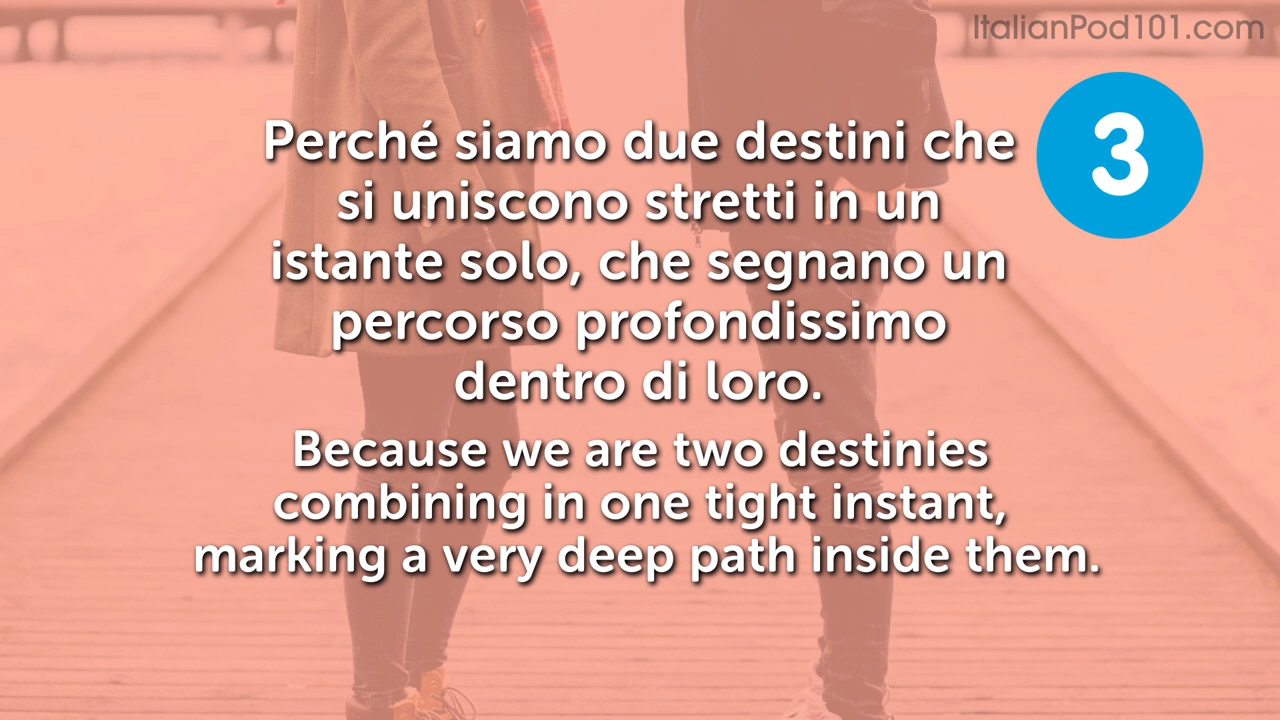 ItalianPod101.com
3
Perché siamo due destini che
si uniscono stretti in un
istante solo, che segnano un
percorso profondissimo
dentro di loro.
Because we are two destinies
combining in one tight instant,
marking a very deep path inside them.